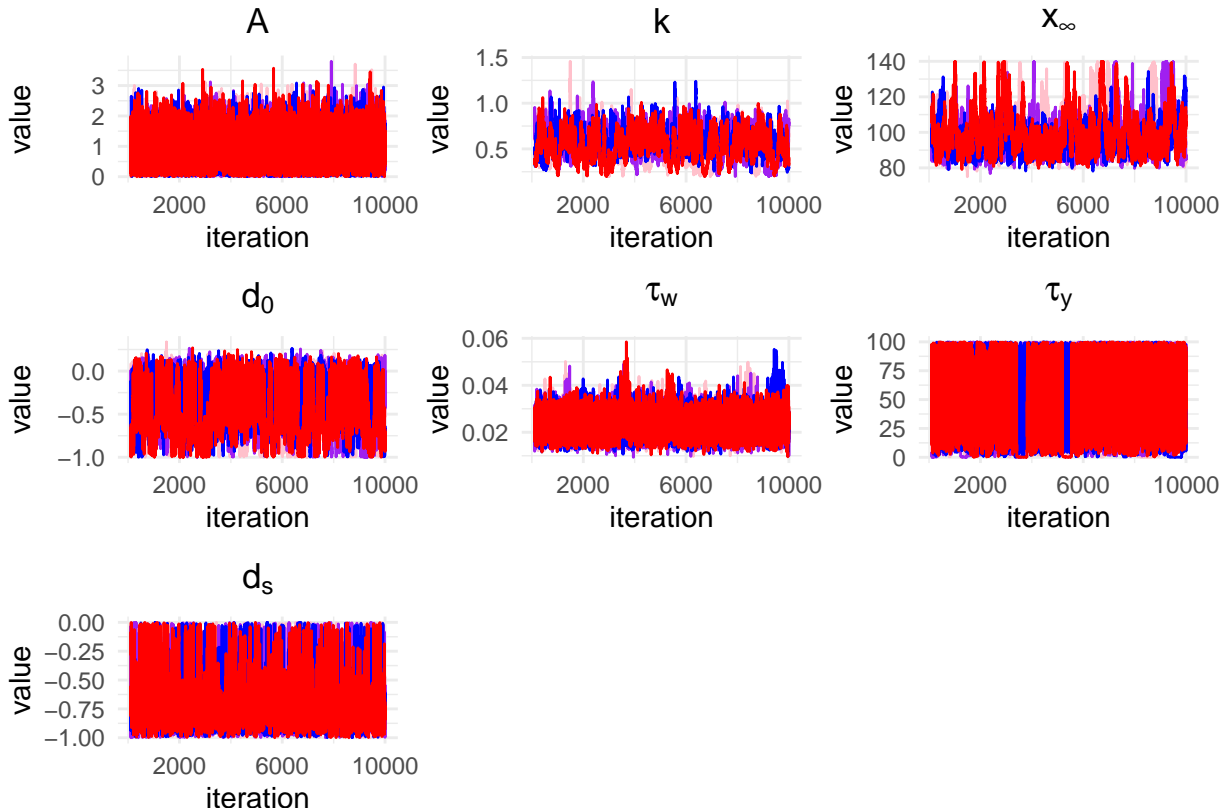 A
value
3
2
1
0
2000 6000 10000
iteration
k
value
1.5
1.0
0.5
2000 6000 10000
iteration
x∞
value
140
120
100
80
2000 6000 10000
iteration
d0
value
0.0
−0.5
−1.0
2000 6000 10000
iteration
τw
value
0.06
0.04
0.02
2000 6000 10000
iteration
τy
value
100
75
50
25
0
2000 6000 10000
iteration
ds
value
0.00
−0.25
−0.50
−0.75
−1.00
2000 6000 10000
iteration